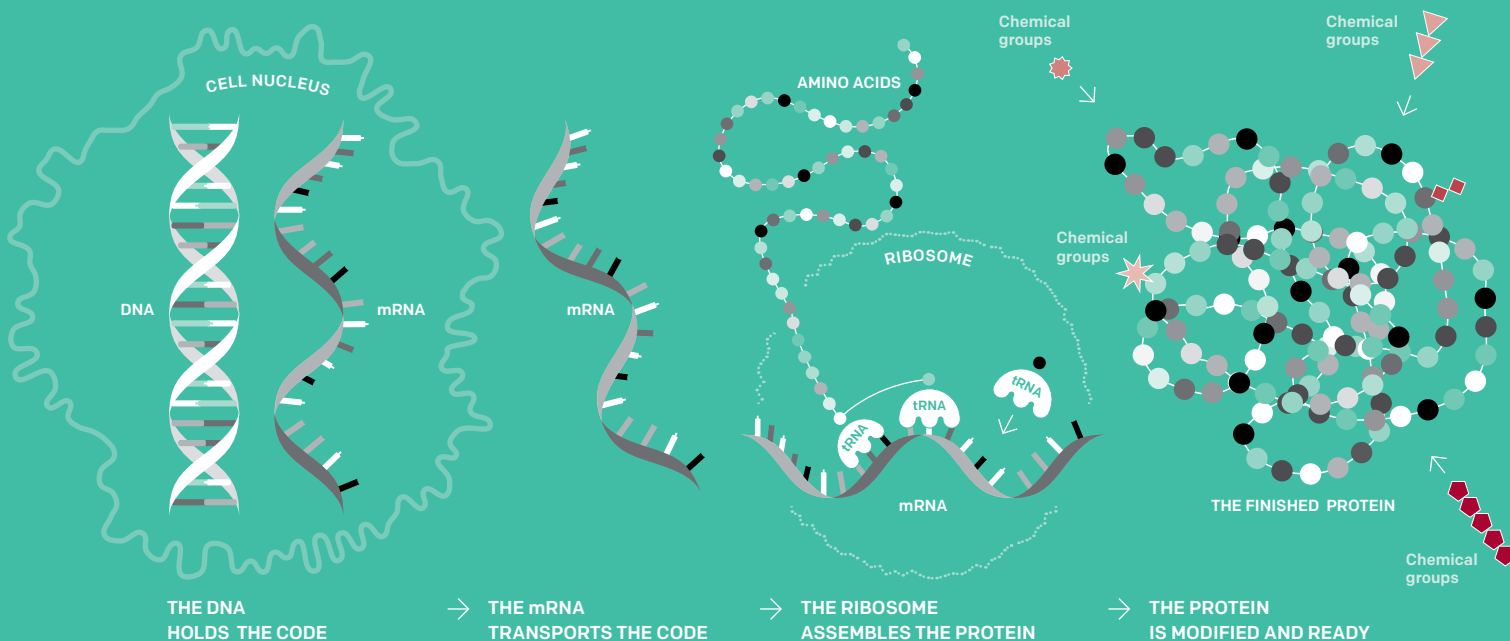 CELL NUCLEUS
DNA
mRNA
mRNA
AMINO ACIDS
RIBOSOME
tRNA
tRNA
tRNA
mRNA
Chemical
groups
Chemical
groups
Chemical
groups
THE FINISHED PROTEIN
Chemical
groups
THE DNA
HOLDS THE CODE
THE mRNA
TRANSPORTS THE CODE
THE RIBOSOME
ASSEMBLES THE PROTEIN
THE PROTEIN
IS MODIFIED AND READY